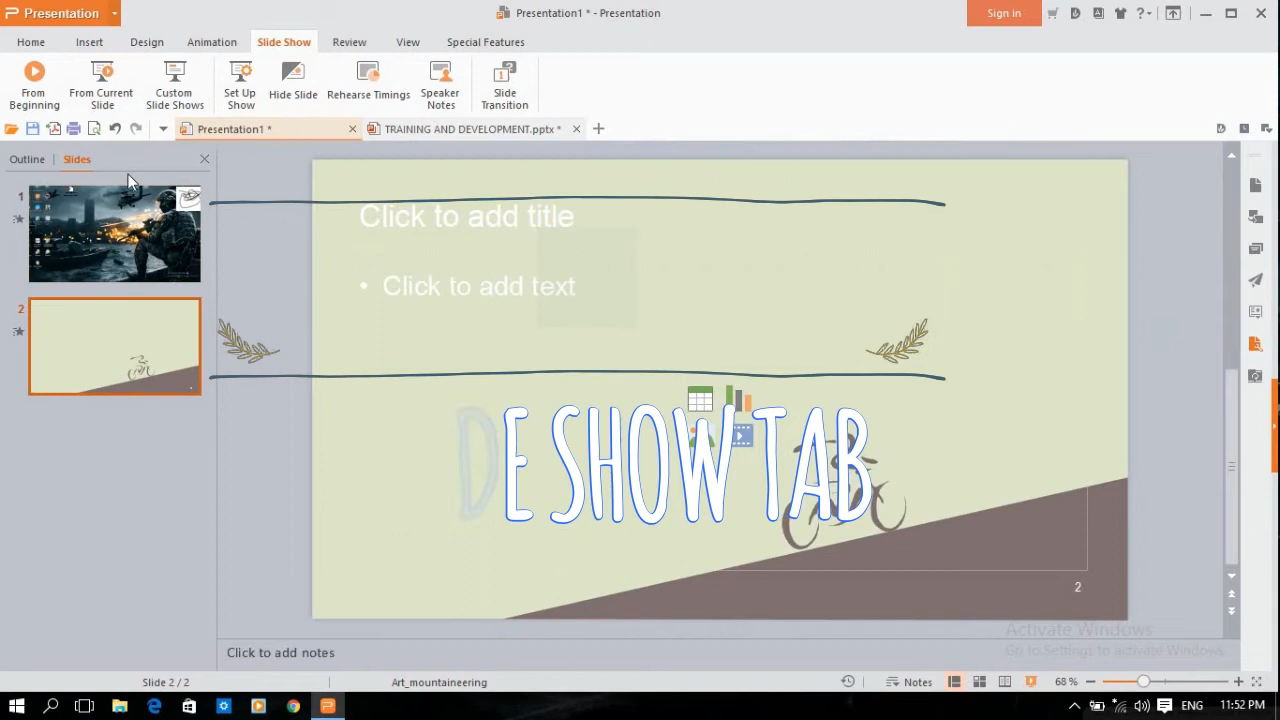 Presentation
Presentation1 * - Presentation
Sign in
Home Insert Design Animation Slide Show Review View Special Features
From Beginning
From Current Slide
Custom Slide Shows
Set Up Show
Hide Slide
Rehearse Timings
Speaker Notes
Slide Transition
Presentation1 *
TRAINING AND DEVELOPMENT.pptx *
Outline Slides
1
2
Click to add title
• Click to add text
DE SHOW TAB
2
Activate Windows
Go to Settings to activate Windows.
Click to add notes
Slide 2 / 2
Art_mountaineering
Notes
68 %
ENG
11:52 PM